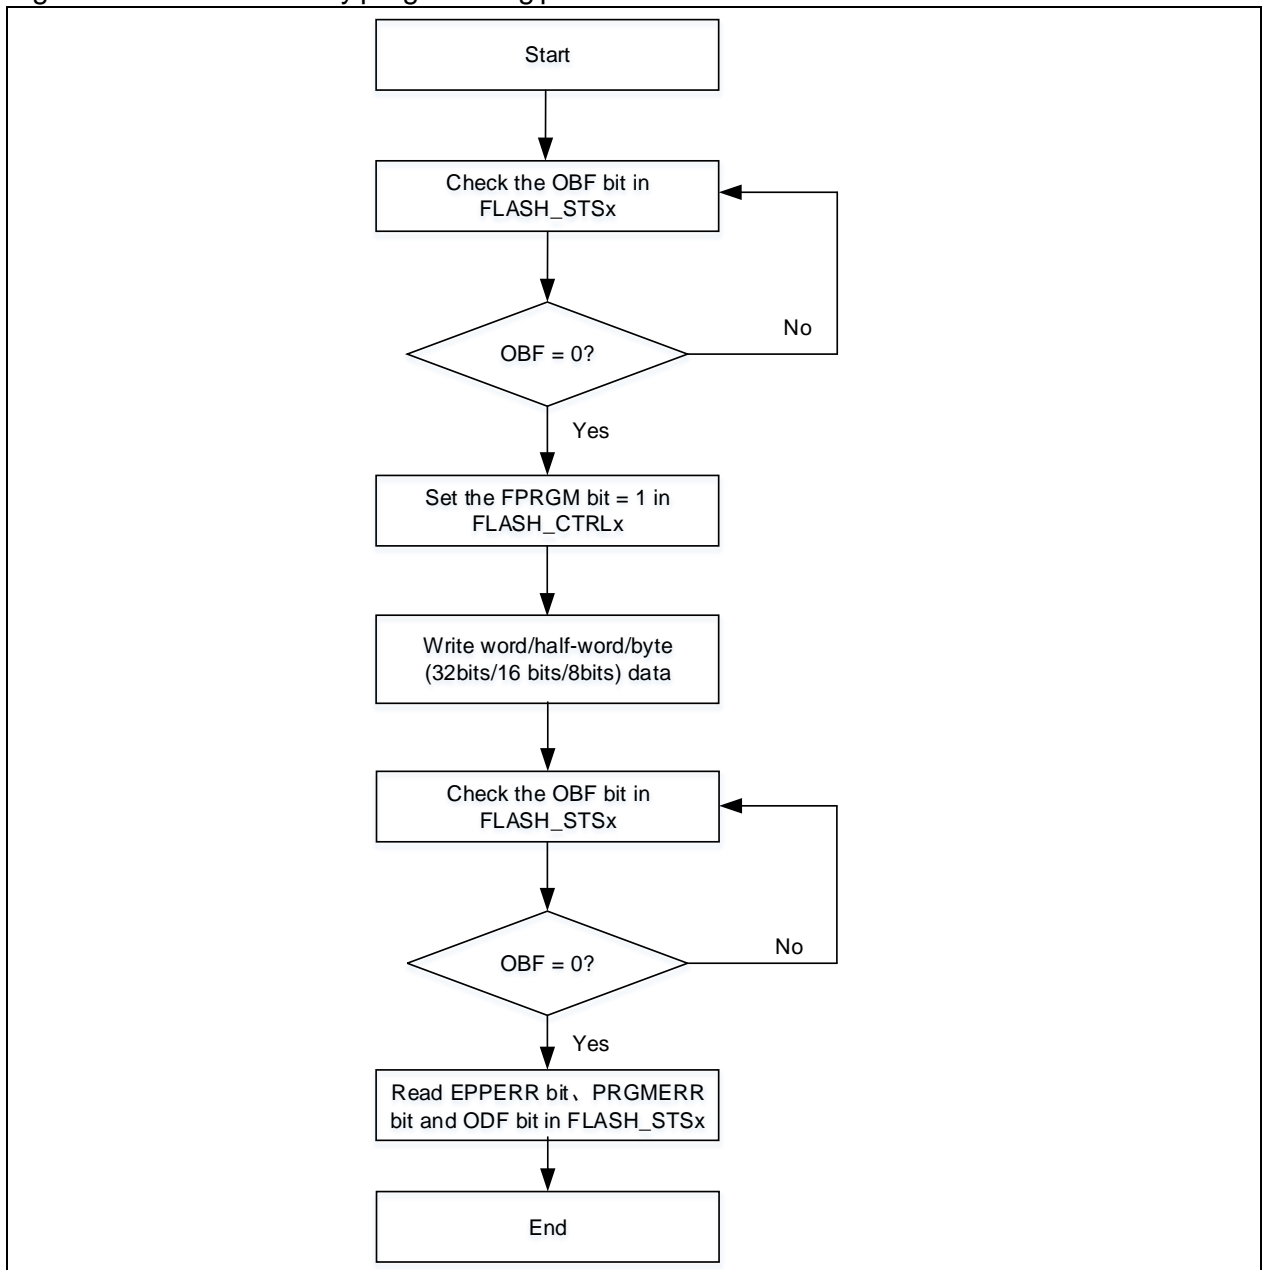 Start
Check the OBF bit in
FLASH_STSx
No
OBF = 0?
Yes
Set the FPRGM bit = 1 in
FLASH_CTRLx
Write word/half-word/byte
(32bits/16 bits/8bits) data
Check the OBF bit in
FLASH_STSx
No
OBF = 0?
Yes
Read EPPERR bit、PRGMERR
bit and ODF bit in FLASH_STSx
End